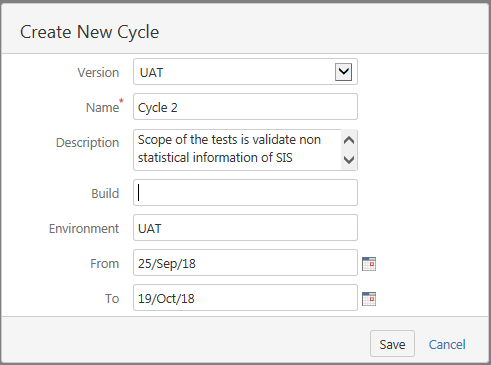 Create New Cycle
Version UAT
Name* Cycle 2
Description Scope of the tests is validate non
statistical information of SIS
Build
Environment UAT
From 25/Sep/18
To 19/Oct/18
Save Cancel